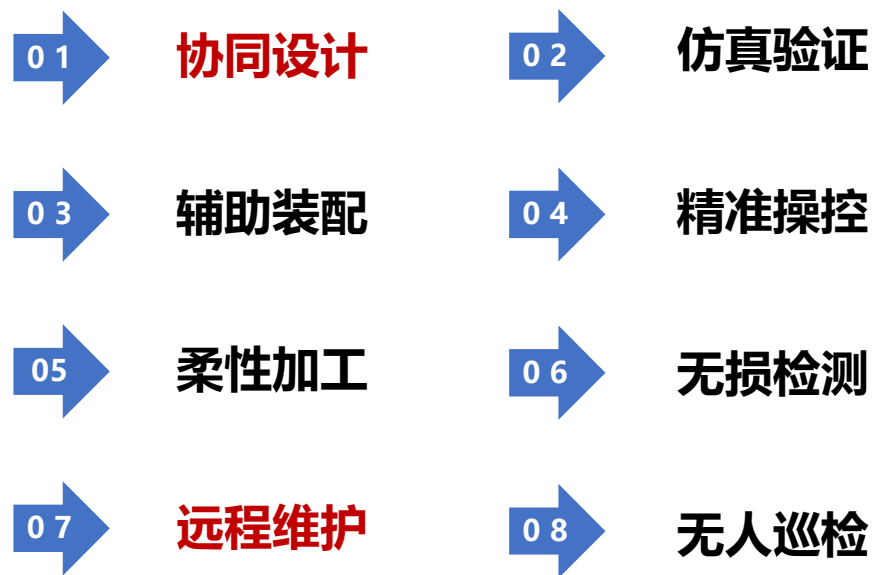 01 协同设计
02 仿真验证
03 辅助装配
04 精准操控
05 柔性加工
06 无损检测
07 远程维护
08 无人巡检